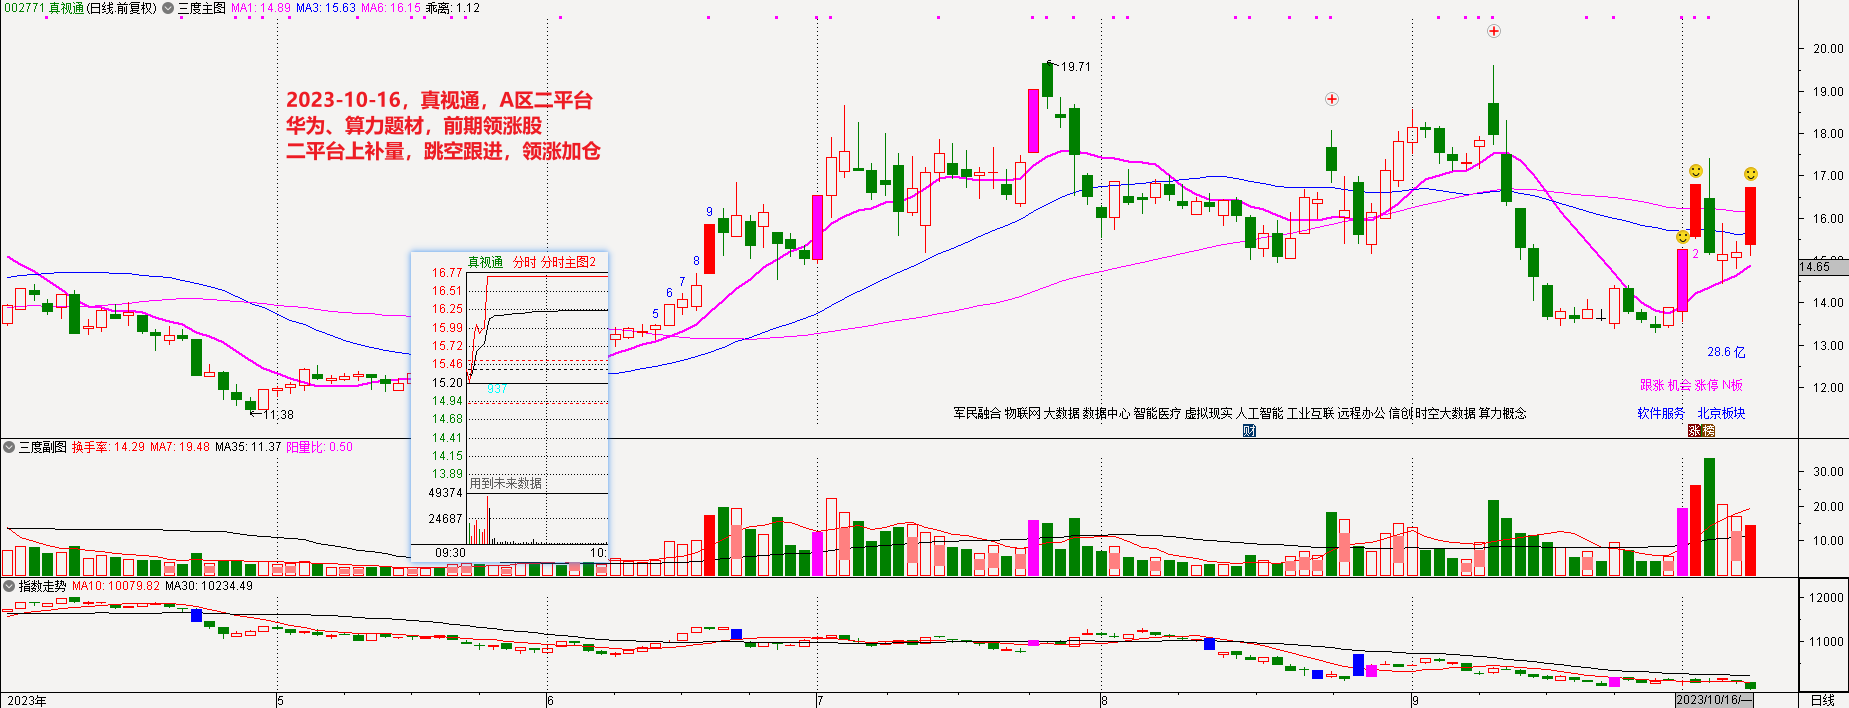 002771 真视通(日线.前复权) 三度主图 MA1: 14.89 MA3: 15.63 MA6: 16.15 乖离: 1.12
20.00
19.71
2023-10-16，真视通，A区二平台
19.00
华为、算力题材，前期领涨股
18.00
二平台上补量，跳空跟进，领涨加仓
17.00
9
16.00
真视通 分时 分时主图2
2
8
16.77
14.65
7
16.51
6
16.25
14.00
5
15.99
15.72
13.00
28.6 亿
15.46
15.20
937
跟涨 机会 涨停 N板
12.00
14.94
11.38
军民融合 物联网 大数据 数据中心 智能医疗 虚拟现实 人工智能 工业互联 远程办公 信创 时空大数据 算力概念
软件服务 北京板块
14.68
财
涨 榜
14.41
三度副图 换手率: 14.29 MA7: 19.48 MA35: 11.37 阳量比: 0.50
14.15
13.89
30.00
用到未来数据
49374
20.00
24687
10.00
09:30
10:
指数走势 MA10: 10079.82 MA30: 10234.49
12000
11000
2023年 5 6 7 8 9 2023/10/16/一 日线